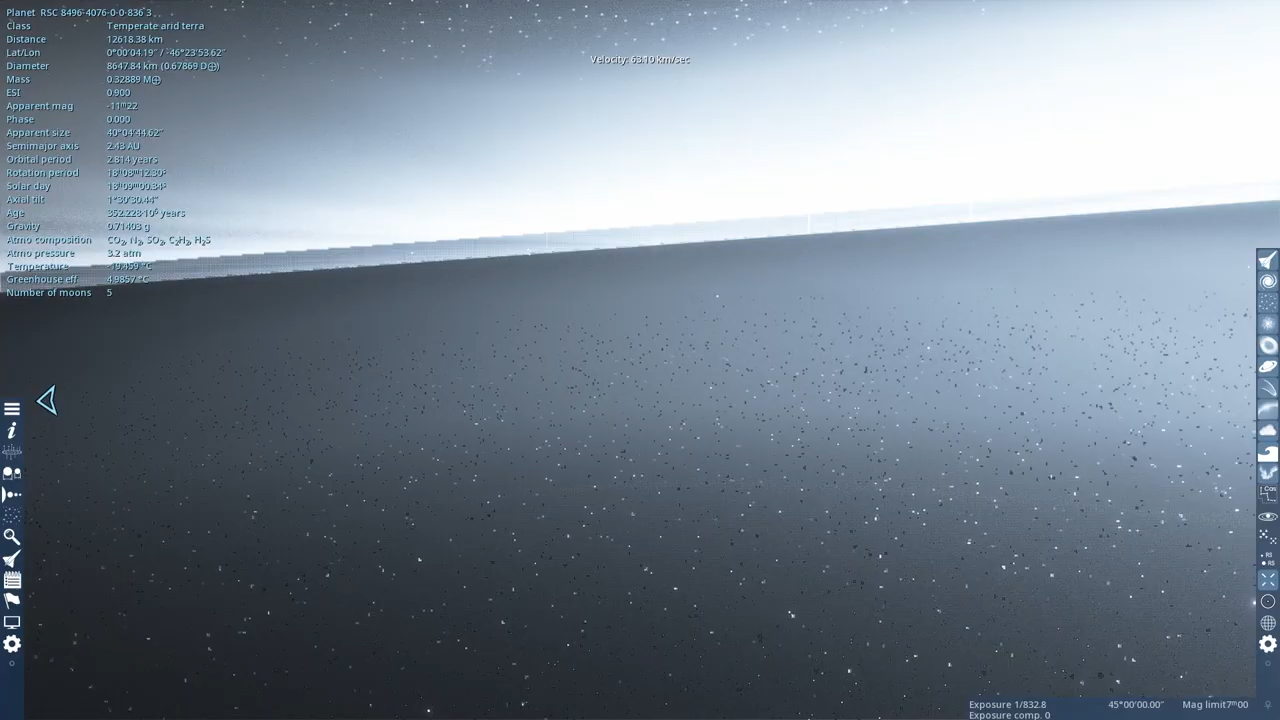 Planet RSC 8496-4076-0-0-836 3
Class Temperate arid terra
Distance 12618.38 km
Lat/Lon 0°00'04.19" / -46°23'53.62"
Diameter 8647.84 km (0.67869 D⊕)
Mass 0.32889 M⊕
ESI 0.900
Apparent mag -11ᵐ22
Phase 0.000
Apparent size 40°04'44.62"
Semimajor axis 2.43 AU
Orbital period 2.814 years
Rotation period 18ʰ08ᵐ12.30ˢ
Solar day 18ʰ09ᵐ00.34ˢ
Axial tilt 1°30'30.44"
Age 352.228·10⁶ years
Gravity 0.71403 g
Atmo composition CO₂, N₂, SO₂, C₂H₂, H₂S
Atmo pressure 3.2 atm
Temperature
Greenhouse eff 4.9857 °C
Number of moons 5
Velocity: 63.10 km/sec
Exposure 1/832.8 45°00'00.00" Mag limit 7ᵐ00
Exposure comp. 0